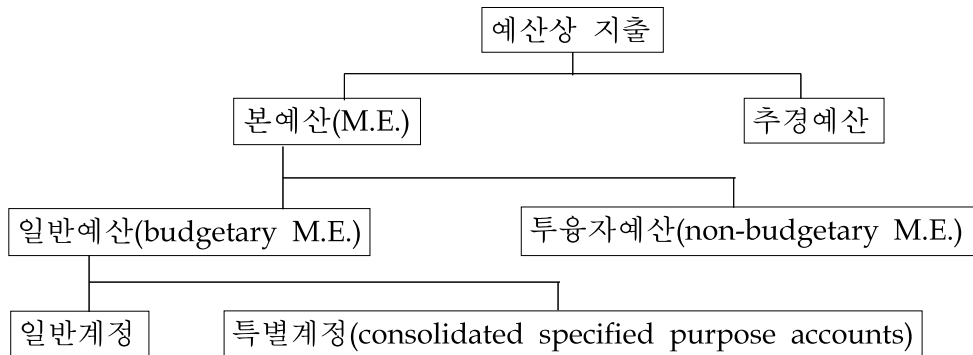 예산상 지출
본예산(M.E.)
추경예산
일반예산(budgetary M.E.)
투융자예산(non-budgetary M.E.)
일반계정
특별계정(consolidated specified purpose accounts)